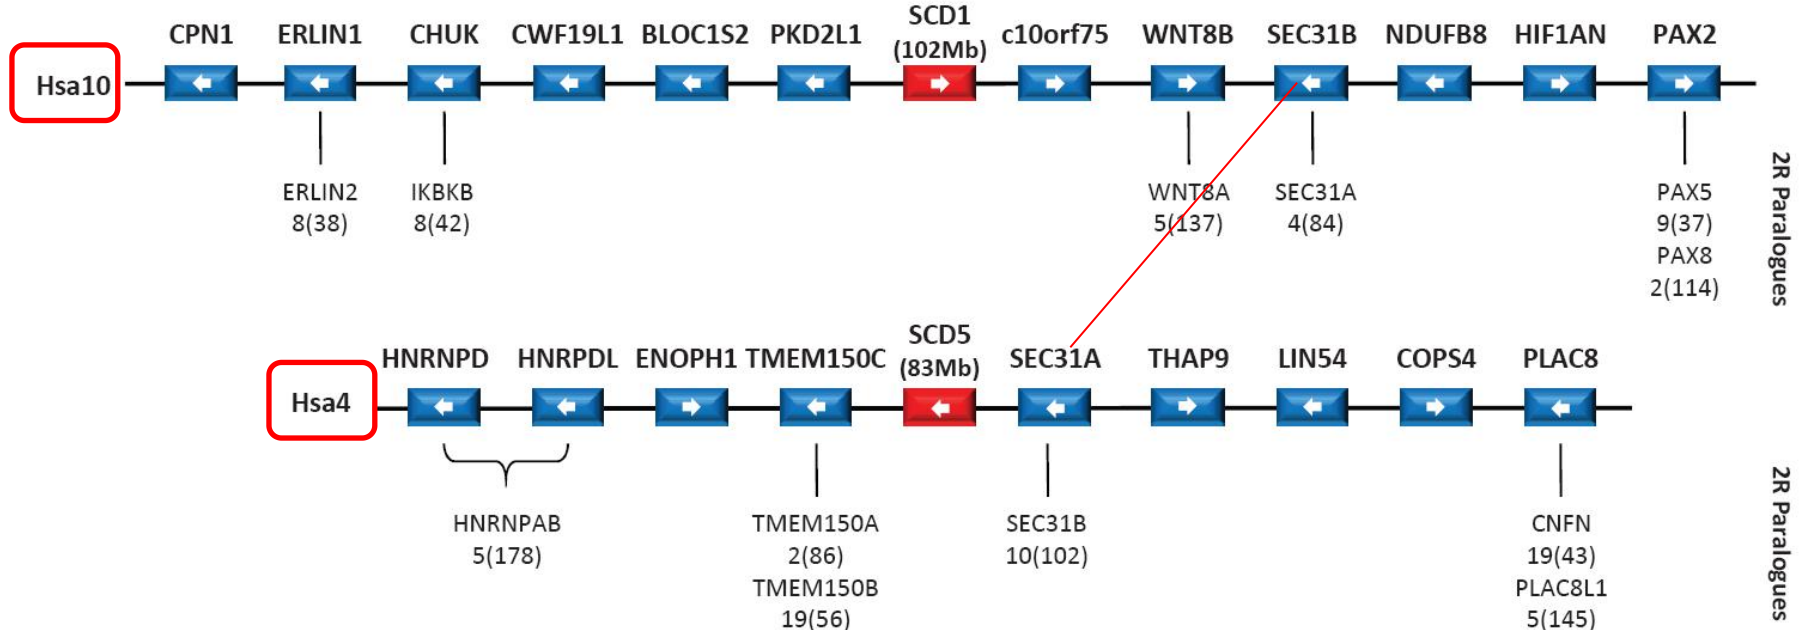 CPN1 ERLIN1 CHUK CWF19L1 BLOC1S2 PKD2L1 SCD1 c10orf75 WNT8B SEC31B NDUFB8 HIF1AN PAX2
(102Mb)
Hsa10
ERLIN2 IKBKB WNT8A SEC31A PAX5
8(38) 8(42) 5(137) 4(84) 9(37)
PAX8
2(114)
2R Paralogues
HNRNPD HNRPDL ENOPH1 TMEM150C SCD5 SEC31A THAP9 LIN54 COPS4 PLAC8
(83Mb)
Hsa4
HNRNPAB TMEM150A SEC31B CNFN
5(178) 2(86) 10(102) 19(43)
TMEM150B PLAC8L1
19(56) 5(145)
2R Paralogues